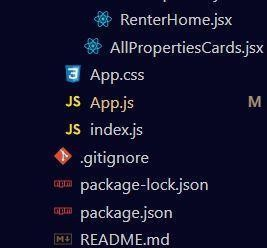 RenterHome.jsx
AllPropertiesCards.jsx
App.css
JS App.js M
JS index.js
.gitignore
package-lock.json
package.json
README.md